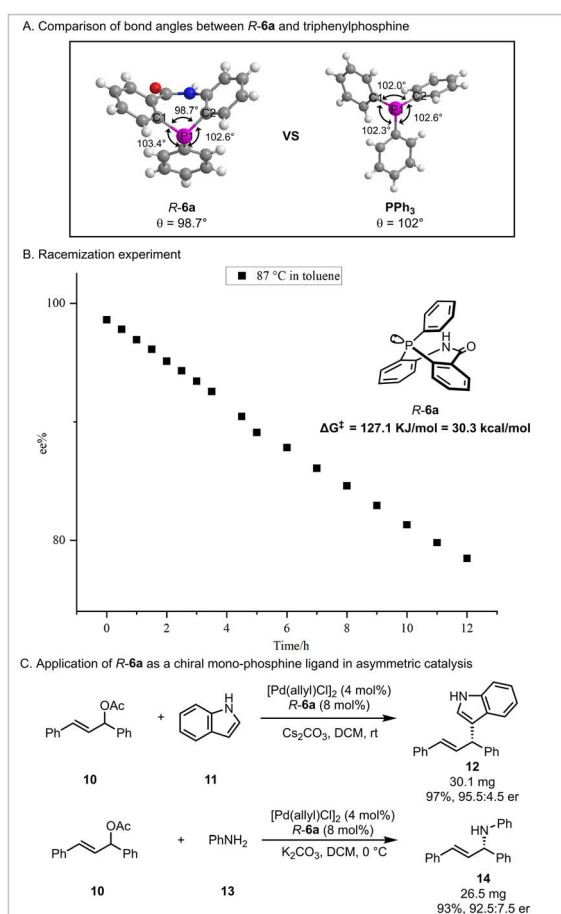 A. Comparison of bond angles between R-6a and triphenylphosphine
98.7°
C1
C2
P1
103.4°
102.6°
R-6a
θ = 98.7°
VS
102.0°
C1
C2
P1
102.3°
102.6°
PPh3
θ = 102°
B. Racemization experiment
■ 87 °C in toluene
100
80
ee%
0 2 4 6 8 10 12
Time/h
H
P N O
R-6a
ΔG‡ = 127.1 KJ/mol = 30.3 kcal/mol
C. Application of R-6a as a chiral mono-phosphine ligand in asymmetric catalysis
OAc
Ph Ph
10
+
H
N
11
[Pd(allyl)Cl]2 (4 mol%)
R-6a (8 mol%)
Cs2CO3, DCM, rt
HN
Ph Ph
12
30.1 mg
97%, 95.5:4.5 er
OAc
Ph Ph
10
+
PhNH2
13
[Pd(allyl)Cl]2 (4 mol%)
R-6a (8 mol%)
K2CO3, DCM, 0 °C
HN Ph
Ph Ph
14
26.5 mg
93%, 92.5:7.5 er